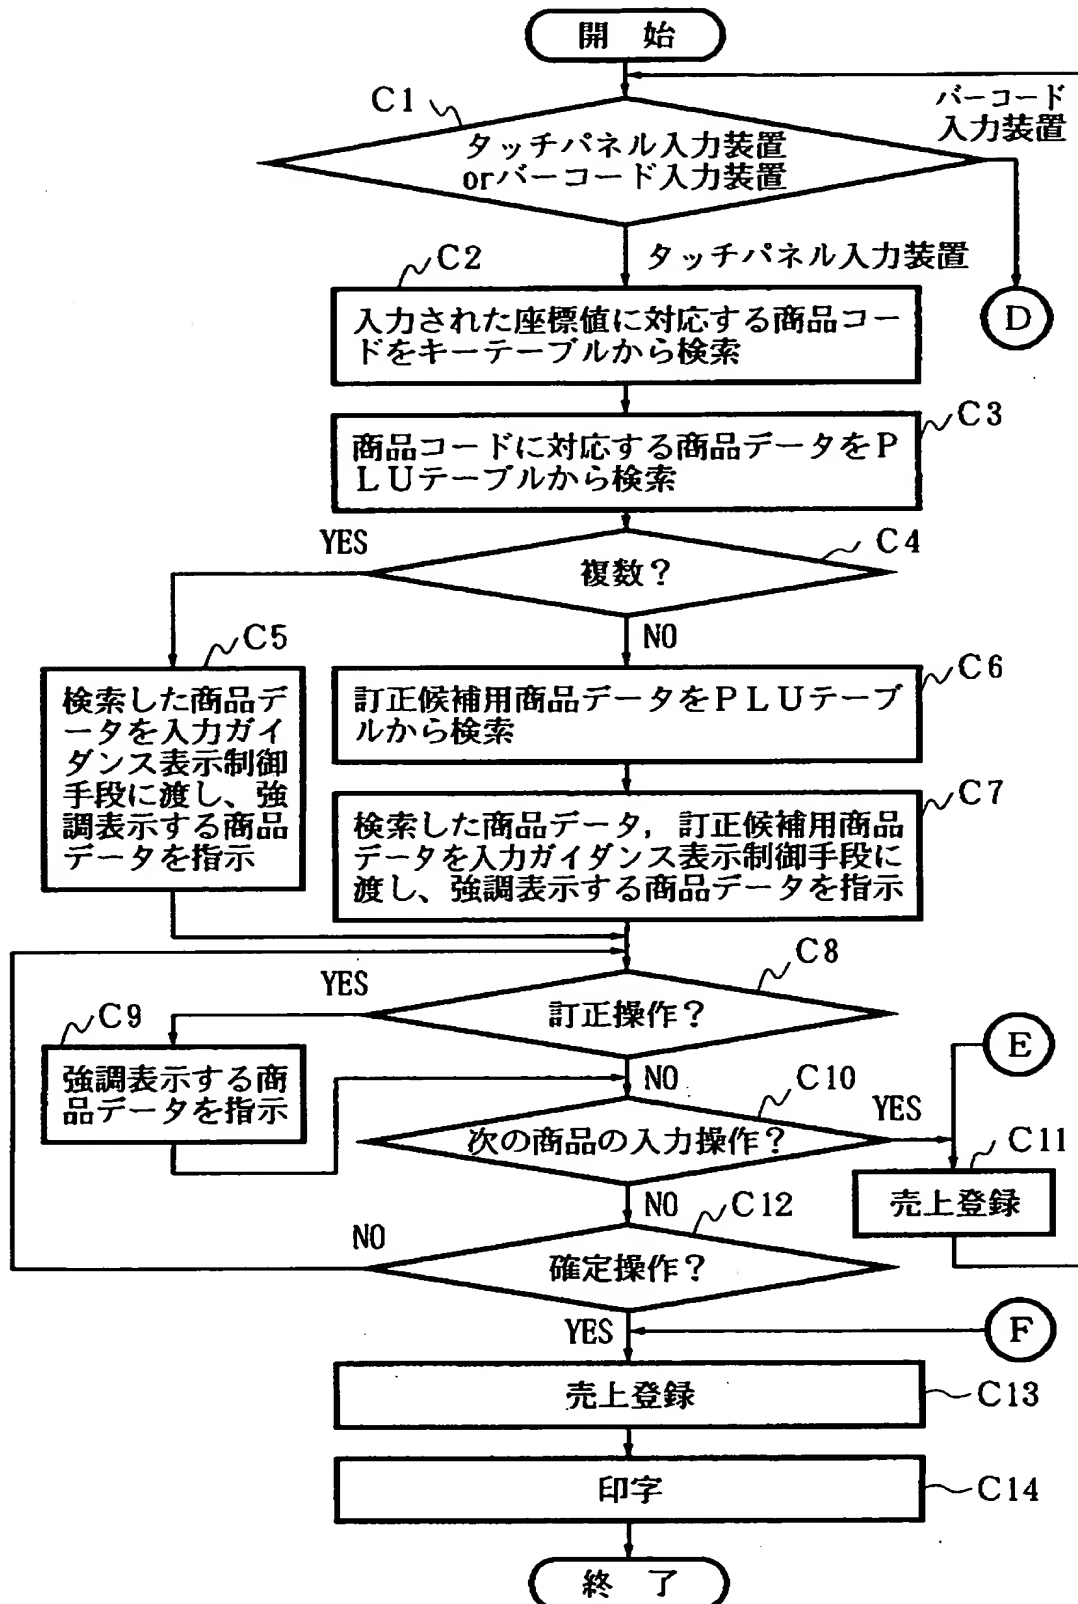 開 始
C1
バーコード
入力装置
タッチパネル入力装置
orバーコード入力装置
C2
タッチパネル入力装置
D
入力された座標値に対応する商品コー
ドをキーテーブルから検索
C3
商品コードに対応する商品データをP
LUテーブルから検索
YES
C4
複数?
NO
C5
検索した商品デ
ータを入力ガイ
ダンス表示制御
手段に渡し、強
調表示する商品
データを指示
C6
訂正候補用商品データをPLUテーブ
ルから検索
C7
検索した商品データ,訂正候補用商品
データを入力ガイダンス表示制御手段に
渡し、強調表示する商品データを指示
YES
C8
訂正操作?
C9
強調表示する商
品データを指示
NO
E
C10
YES
次の商品の入力操作?
C11
売上登録
NO
C12
NO
確定操作?
YES
F
売上登録
C13
印字
C14
終 了